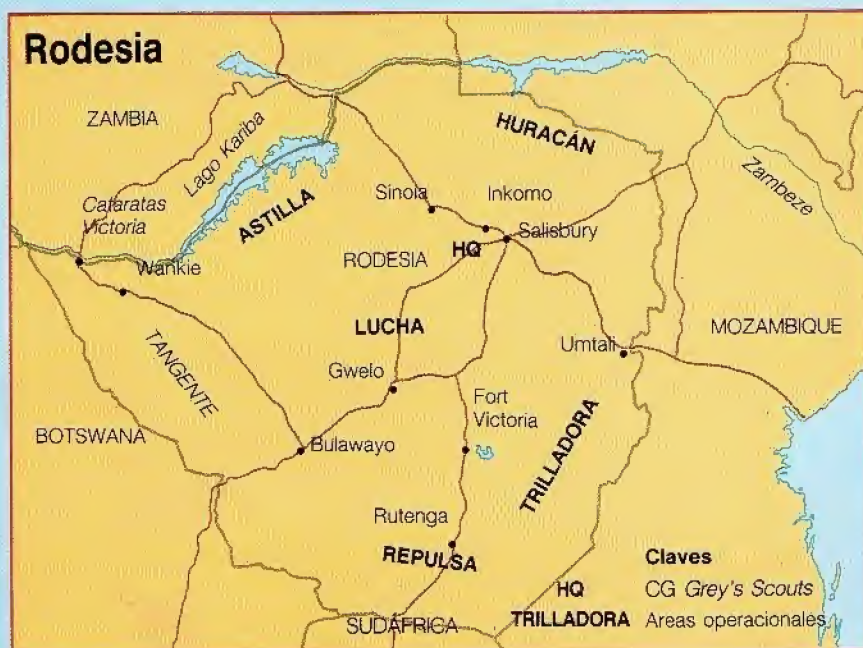 Rodesia
ZAMBIA
Lago Kariba
HURACÁN
Zambeze
Cataratas
Victoria
ASTILLA
Sinola
Inkomo
Salisbury
HQ
RODESIA
Wankie
LUCHA
MOZAMBIQUE
Umtali
TANGENTE
Gwelo
Fort
Victoria
BOTSWANA
Bulawayo
TRILLADORA
Rutenga
REPULSA
SUDÁFRICA
Claves
HQ CG Grey's Scouts
TRILLADORA Areas operacionales